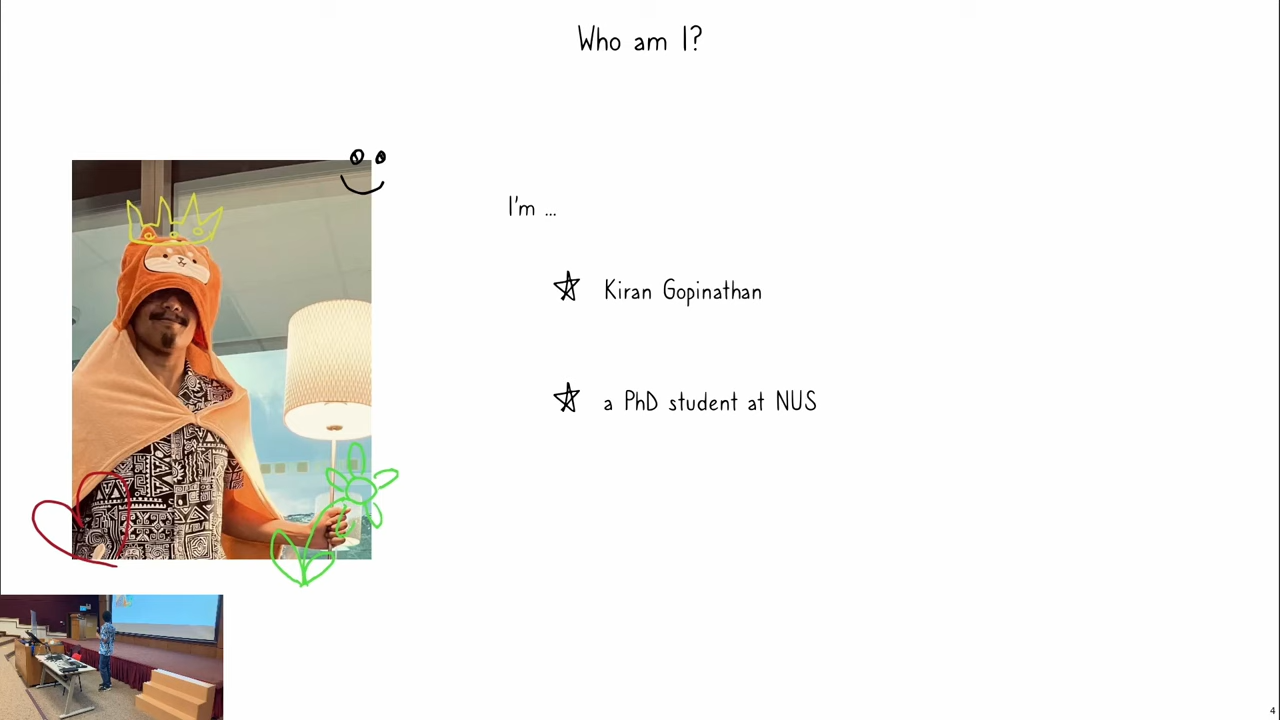 Who am I?
I'm ...
Kiran Gopinathan
a PhD student at NUS
4